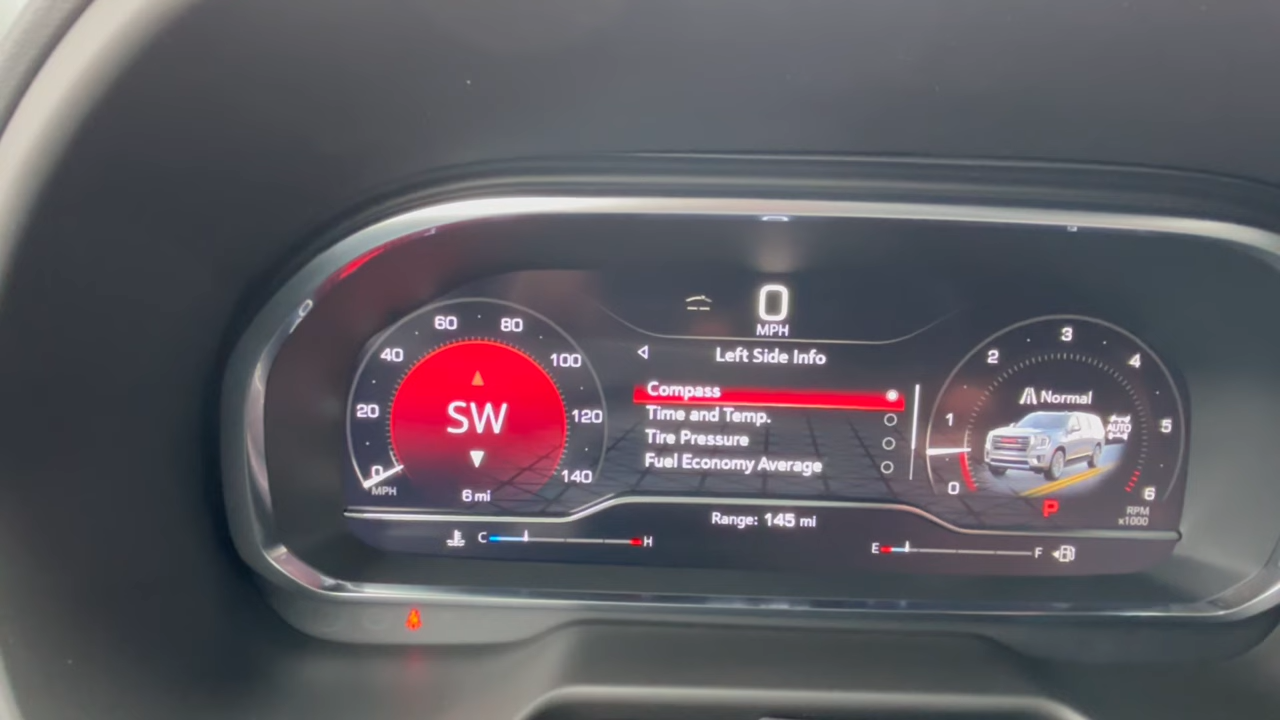 0
MPH
Left Side Info
Compass
Time and Temp.
Tire Pressure
Fuel Economy Average
Range: 145 mi
0
20
40
60
80
100
120
140
MPH
SW
6 mi
C
H
0
1
2
3
4
5
6
Normal
AUTO
P
RPM
x1000
E
F